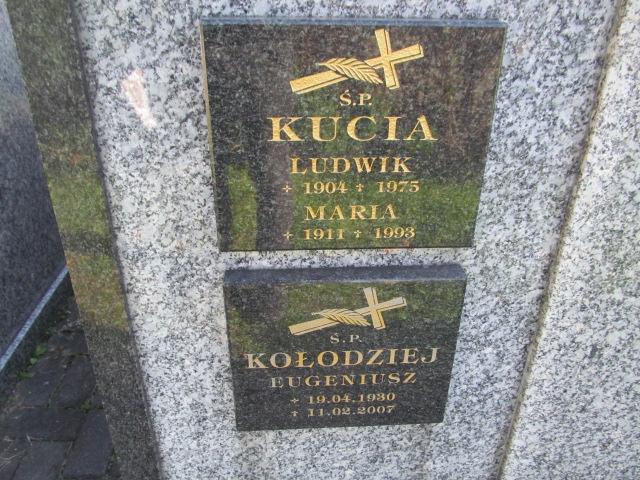 Ś.P.
KUCIA
LUDWIK
* 1904 † 1975
MARIA
* 1911 † 1993
Ś.P.
KOŁODZIEJ
EUGENIUSZ
* 19.04.1930
† 11.02.2007